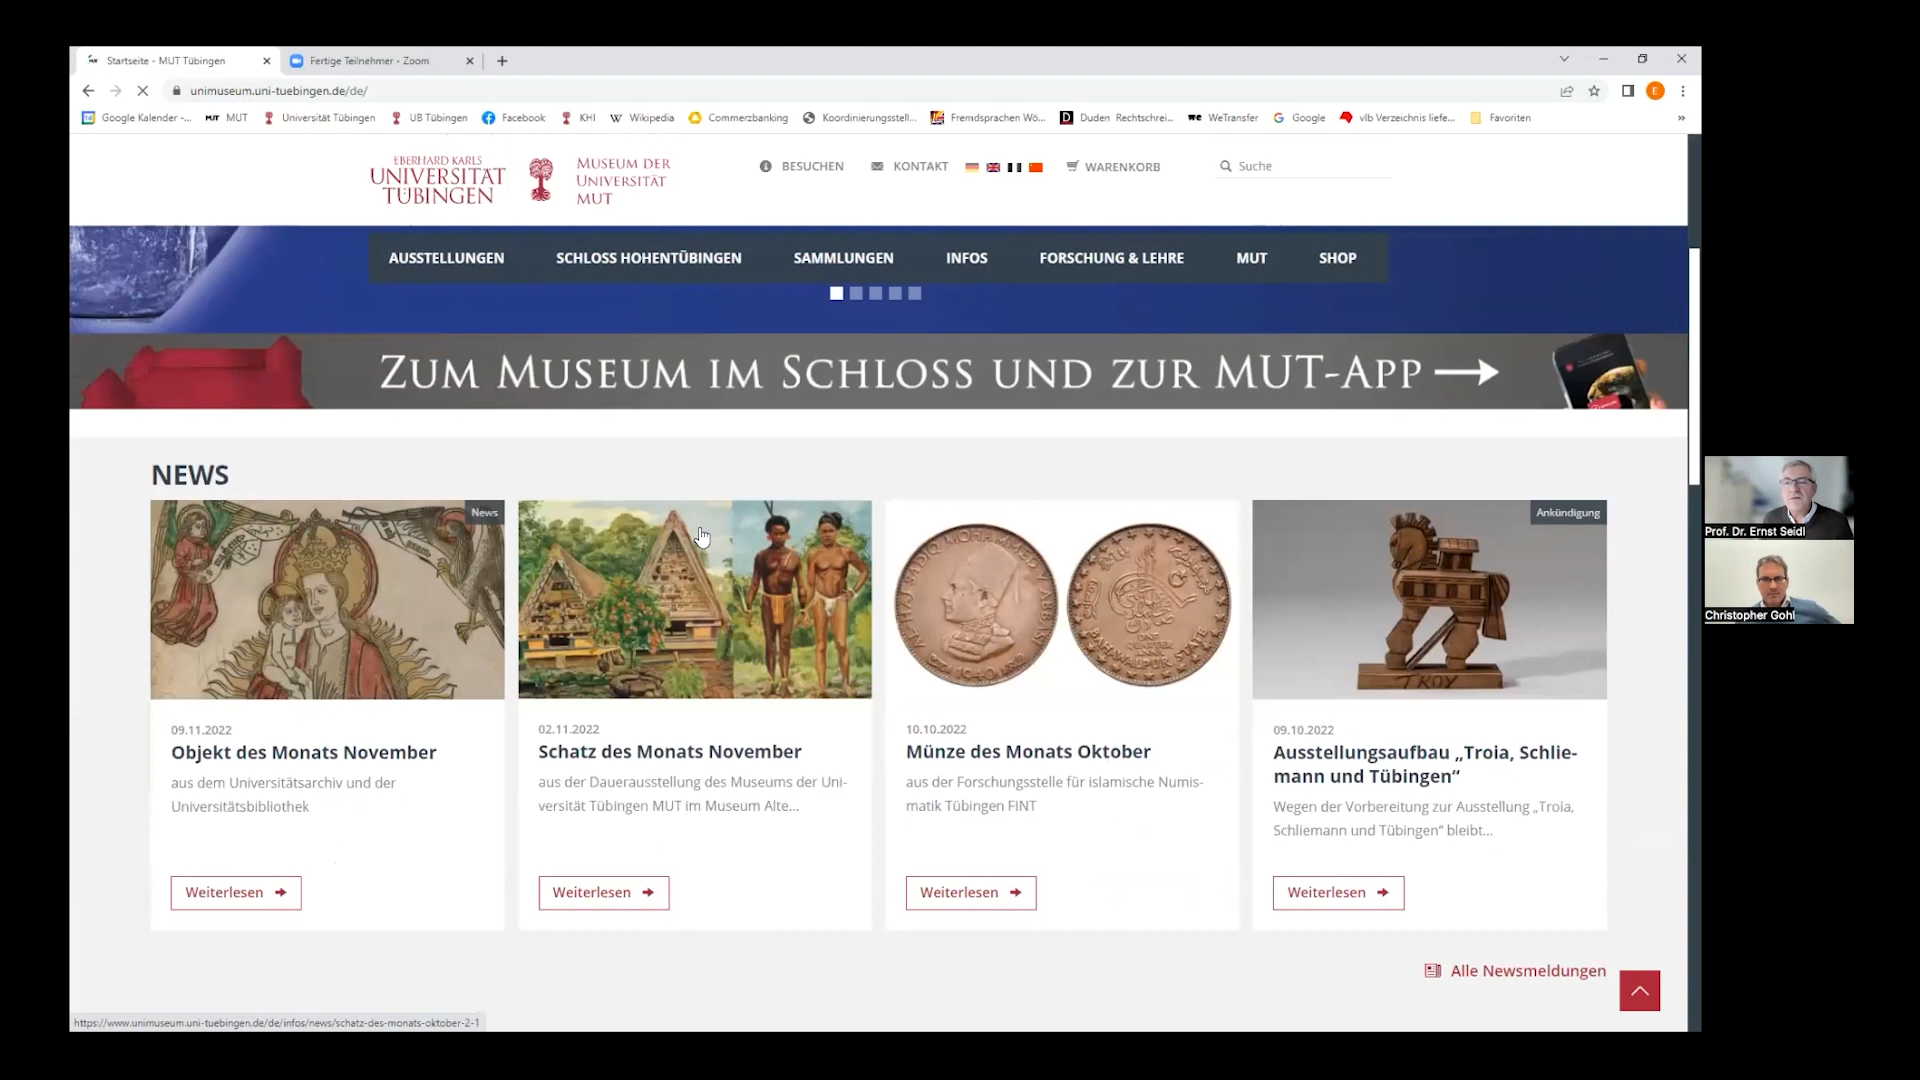 Startseite - MUT Tübingen
Fertige Teilnehmer - Zoom
unimuseum.uni-tuebingen.de/de/
E
Google Kalender -...
MUT
Universität Tübingen
UB Tübingen
Facebook
KHI
Wikipedia
Commerzbanking
Koordinierungsstell...
Fremdsprachen Wö...
Duden Rechtschrei...
WeTransfer
Google
vlb Verzeichnis liefe...
Favoriten
EBERHARD KARLS
UNIVERSITÄT
TÜBINGEN
MUSEUM DER
UNIVERSITÄT
MUT
BESUCHEN
KONTAKT
WARENKORB
Suche
AUSSTELLUNGEN
SCHLOSS HOHENTÜBINGEN
SAMMLUNGEN
INFOS
FORSCHUNG & LEHRE
MUT
SHOP
ZUM MUSEUM IM SCHLOSS UND ZUR MUT-APP
NEWS
News
09.11.2022
Objekt des Monats November
aus dem Universitätsarchiv und der
Universitätsbibliothek
Weiterlesen
02.11.2022
Schatz des Monats November
aus der Dauerausstellung des Museums der Uni-
versität Tübingen MUT im Museum Alte...
Weiterlesen
1940
ONE
QUARTER
ANNA
BAHAWALPUR STATE
10.10.2022
Münze des Monats Oktober
aus der Forschungsstelle für islamische Numis-
matik Tübingen FINT
Weiterlesen
Ankündigung
TROY
09.10.2022
Ausstellungsaufbau „Troia, Schlie-
mann und Tübingen“
Wegen der Vorbereitung zur Ausstellung „Troia,
Schliemann und Tübingen“ bleibt...
Weiterlesen
Alle Newsmeldungen
https://www.unimuseum.uni-tuebingen.de/de/infos/news/schatz-des-monats-oktober-2-1
Prof. Dr. Ernst Seidl
Christopher Gohl